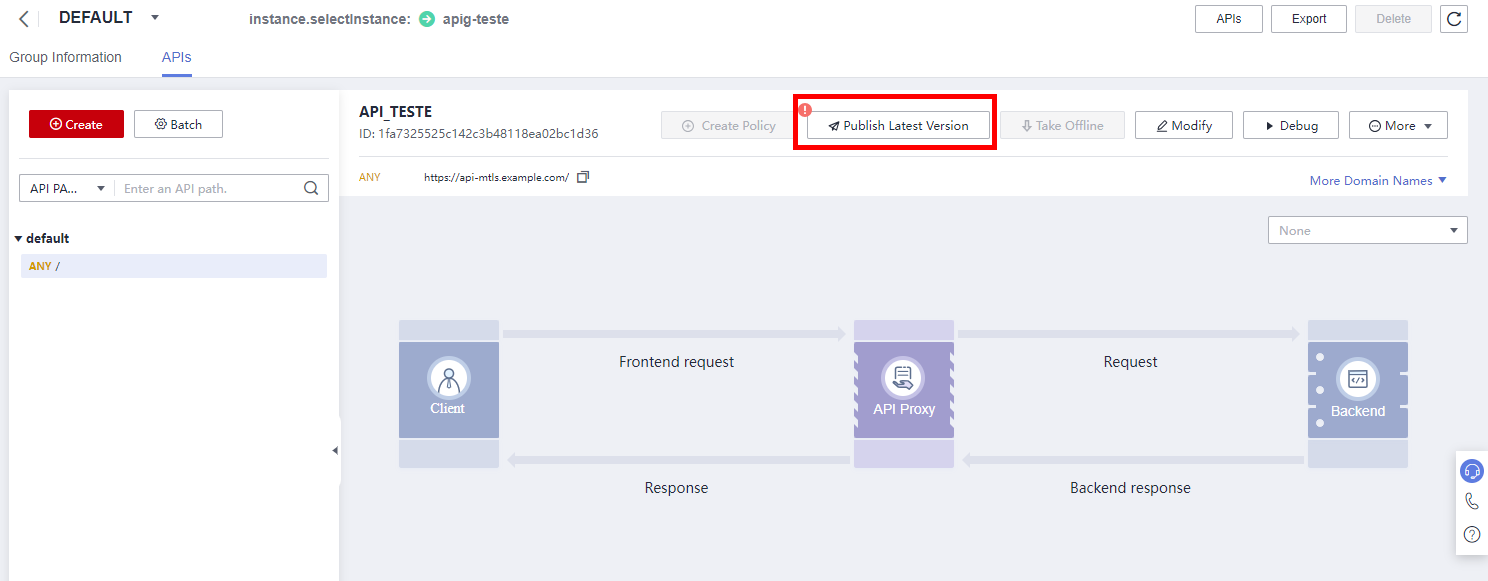 DEFAULT
instance.selectInstance: apig-teste
APIs
Export
Delete
Group Information
APIs
Create
Batch
API PA...
Enter an API path.
default
ANY /
API_TESTE
ID: 1fa7325525c142c3b48118ea02bc1d36
Create Policy
Publish Latest Version
Take Offline
Modify
Debug
More
ANY
https://api-mtls.example.com/
More Domain Names
None
Client
Frontend request
API Proxy
Request
Backend
Response
Backend response